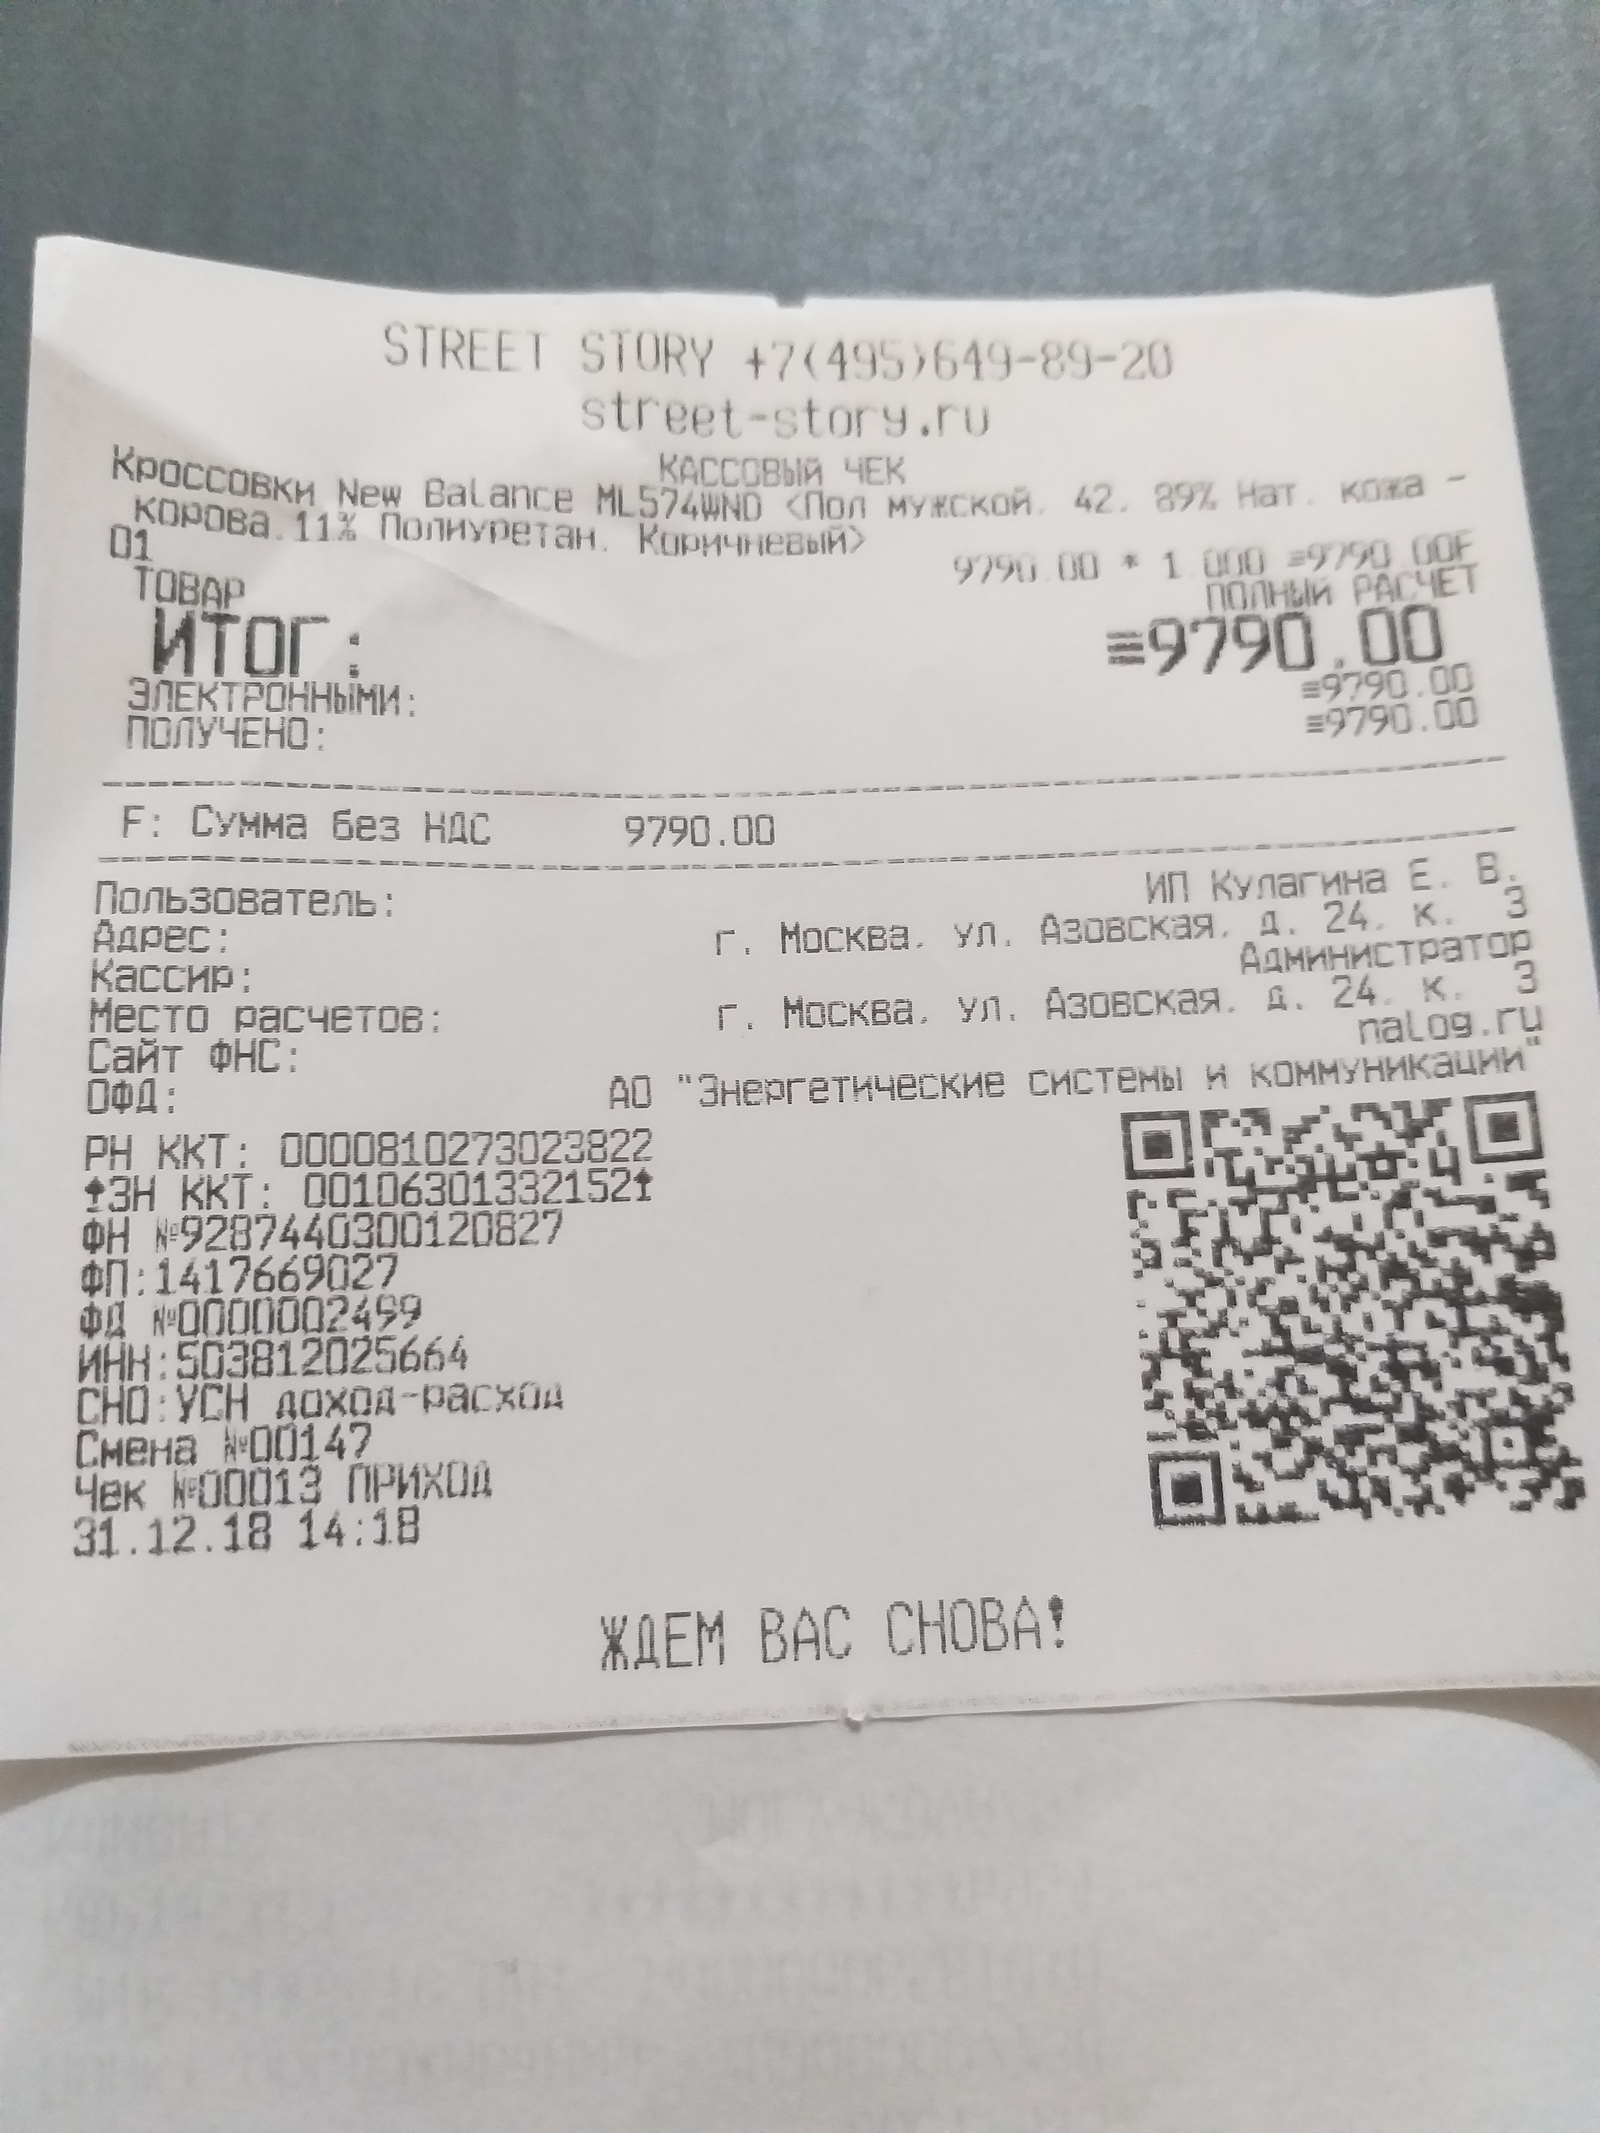 STREET STORY +7(495)649-89-20
street-story.ru
КАССОВЫЙ ЧЕК
Кроссовки New Balance ML574WND <Пол мужской. 42. 89% Нат. кожа -
корова.11% Полиуретан. Коричневый>
01 9790.00 * 1.000 ≡9790.00F
ТОВАР ПОЛНЫЙ РАСЧЕТ
ИТОГ: ≡9790.00
ЭЛЕКТРОННЫМИ: ≡9790.00
ПОЛУЧЕНО: ≡9790.00
F: Сумма без НДС 9790.00
Пользователь: ИП Кулагина Е. В.
Адрес: г. Москва. ул. Азовская. д. 24. к. 3
Кассир: Администратор
Место расчетов: г. Москва. ул. Азовская. д. 24. к. 3
Сайт ФНС: nalog.ru
ОФД: АО "Энергетические системы и коммуникации"
РН ККТ: 0000810273023822
ЗН ККТ: 00106301332152
ФН №9287440300120827
ФП:1417669027
ФД №0000002499
ИНН:503812025664
СНО:УСН доход-расход
Смена №00147
Чек №00013 ПРИХОД
31.12.18 14:18
ЖДЕМ ВАС СНОВА!